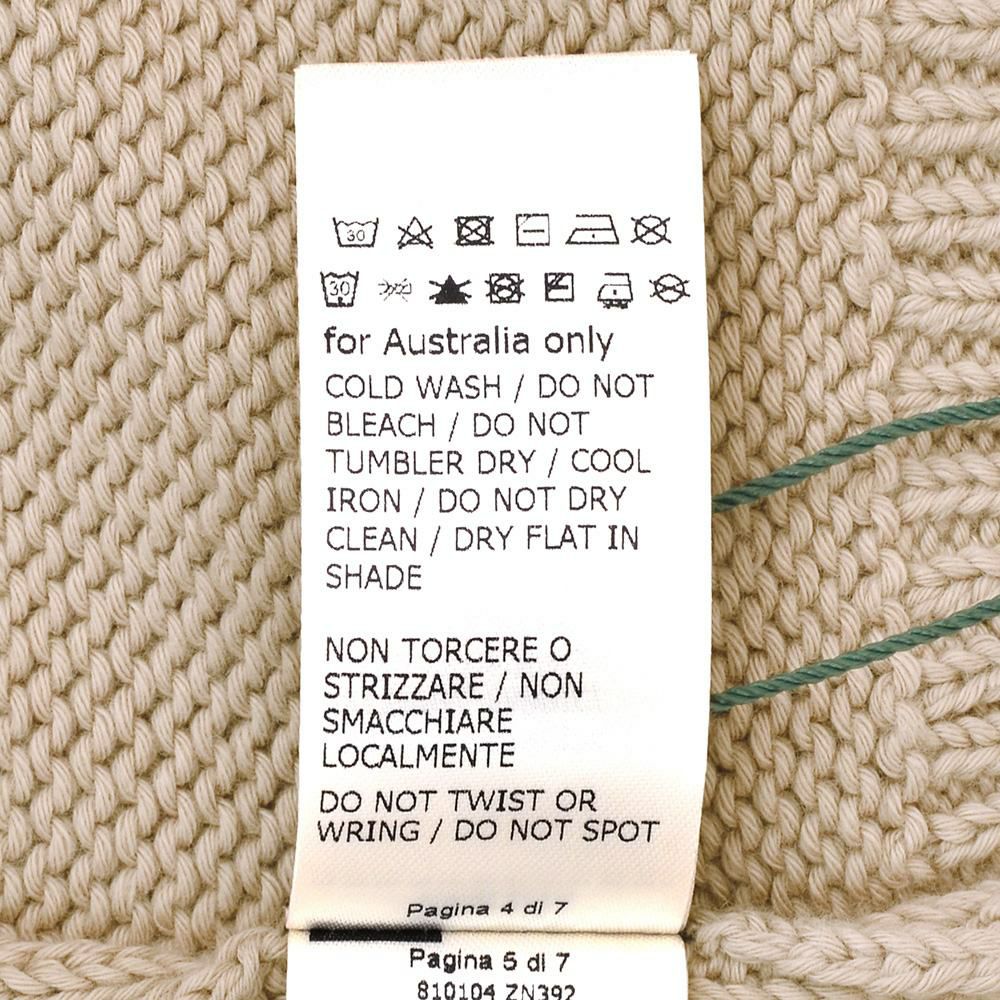 30
30
for Australia only
COLD WASH / DO NOT
BLEACH / DO NOT
TUMBLER DRY / COOL
IRON / DO NOT DRY
CLEAN / DRY FLAT IN
SHADE
NON TORCERE O
STRIZZARE / NON
SMACCHIARE
LOCALMENTE
DO NOT TWIST OR
WRING / DO NOT SPOT
Pagina 4 di 7
Pagina 5 di 7
810104 ZN392